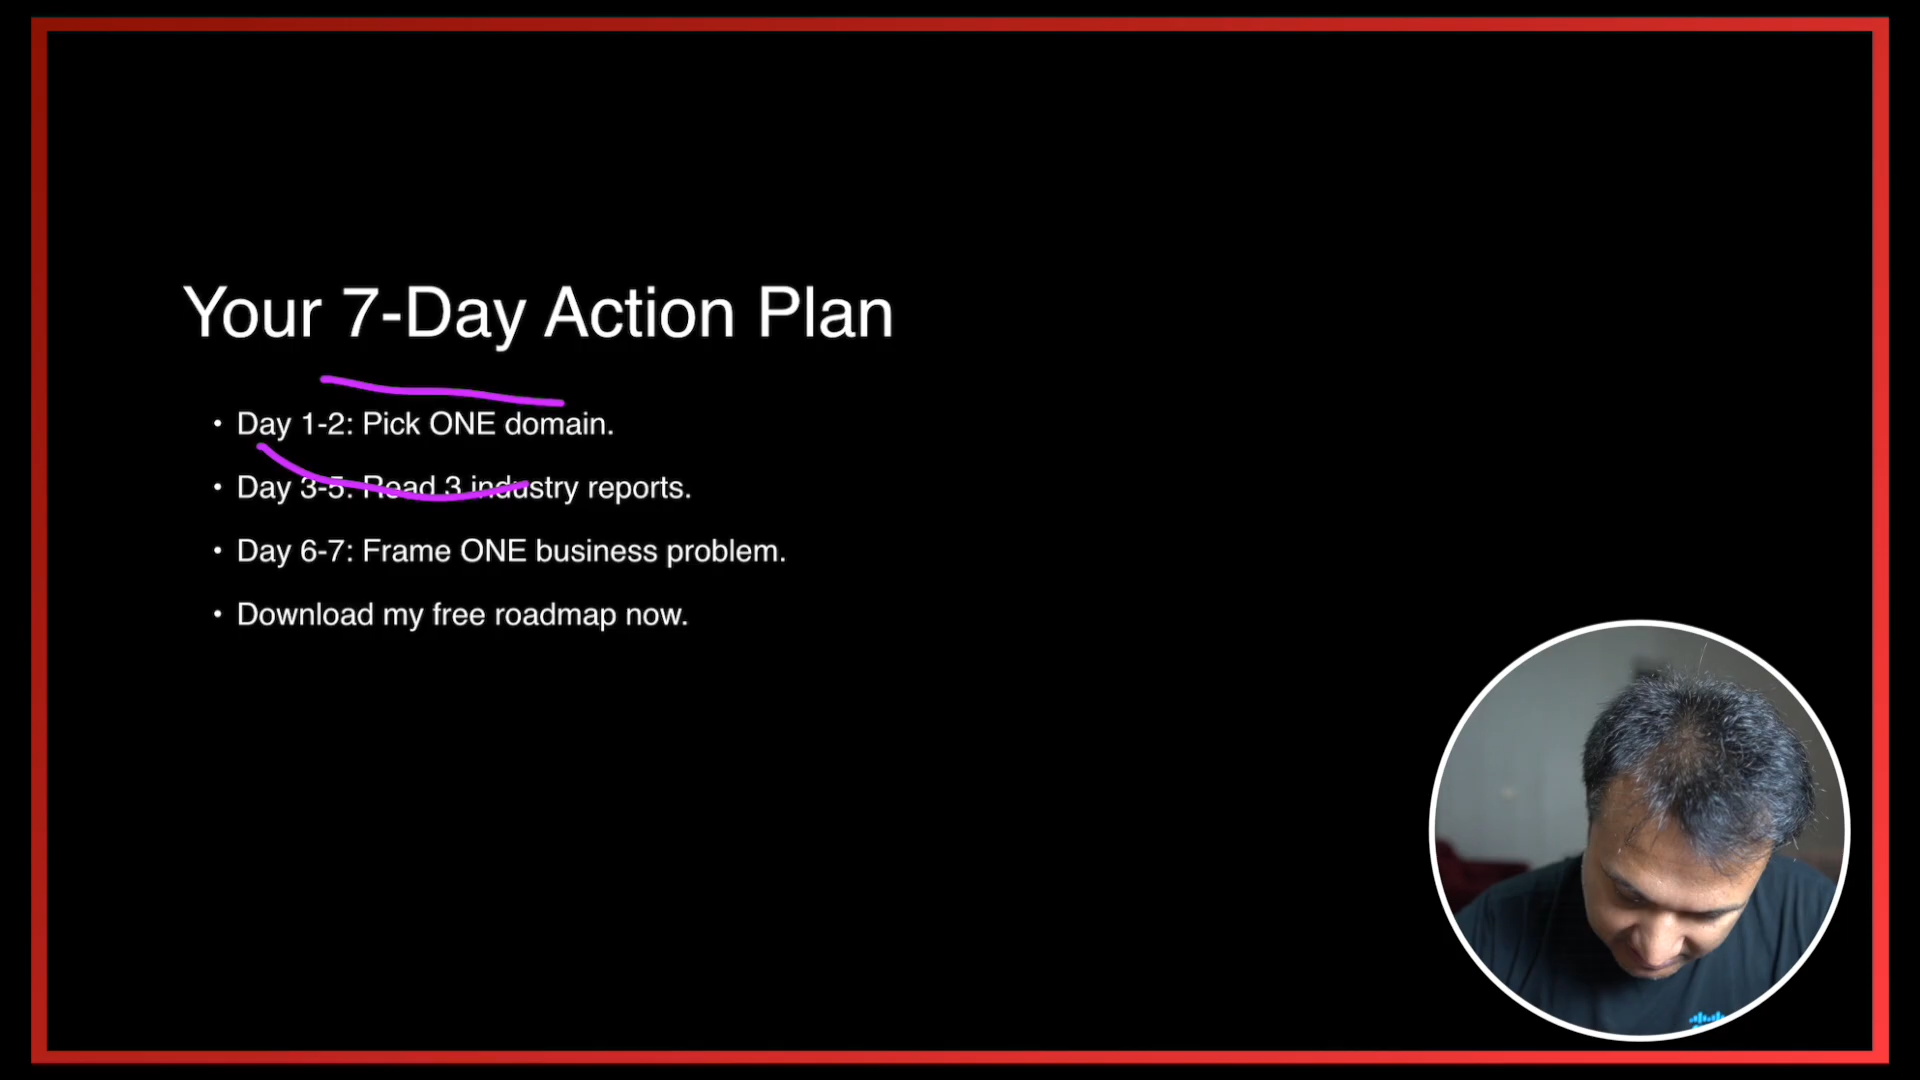 Your 7-Day Action Plan
• Day 1-2: Pick ONE domain.
• Day 3-5: Read 3 industry reports.
• Day 6-7: Frame ONE business problem.
• Download my free roadmap now.